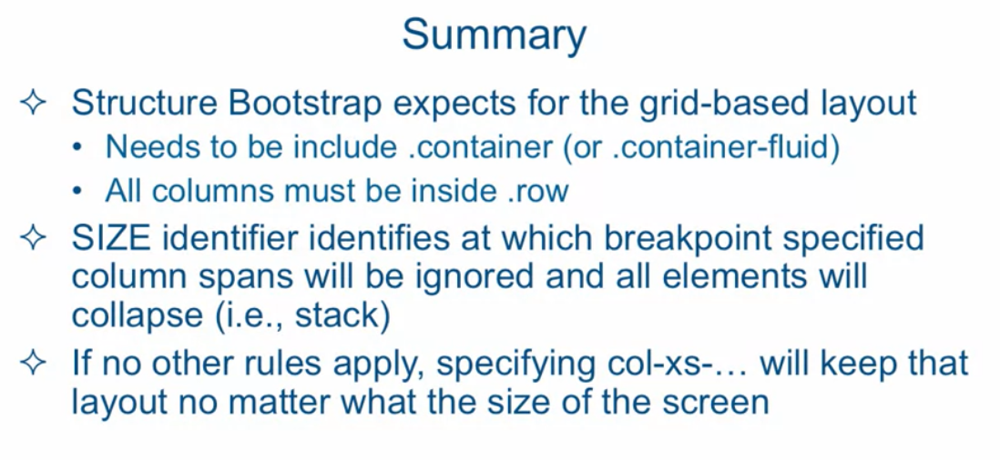 Summary
✧ Structure Bootstrap expects for the grid-based layout
• Needs to be include .container (or .container-fluid)
• All columns must be inside .row
✧ SIZE identifier identifies at which breakpoint specified
column spans will be ignored and all elements will
collapse (i.e., stack)
✧ If no other rules apply, specifying col-xs-… will keep that
layout no matter what the size of the screen